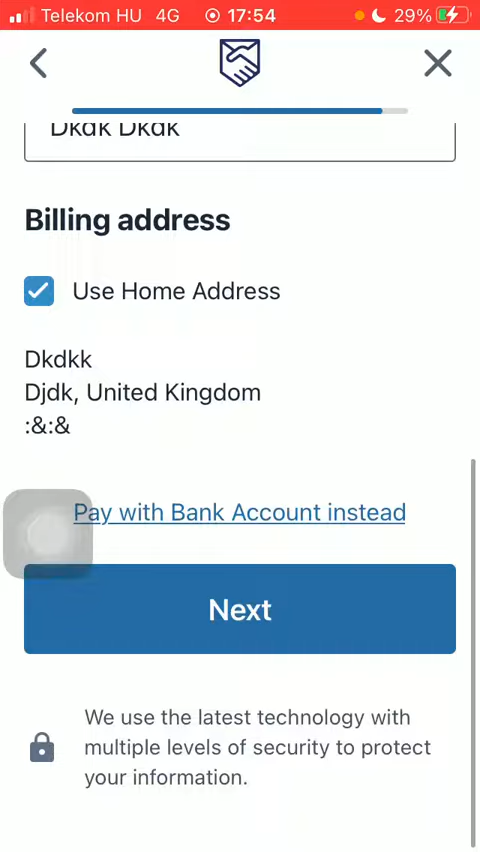 Telekom HU 4G 17:54 29%
Dkdk Dkdk
Billing address
Use Home Address
Dkdkk
Djdk, United Kingdom
:&:&
Pay with Bank Account instead
Next
We use the latest technology with
multiple levels of security to protect
your information.